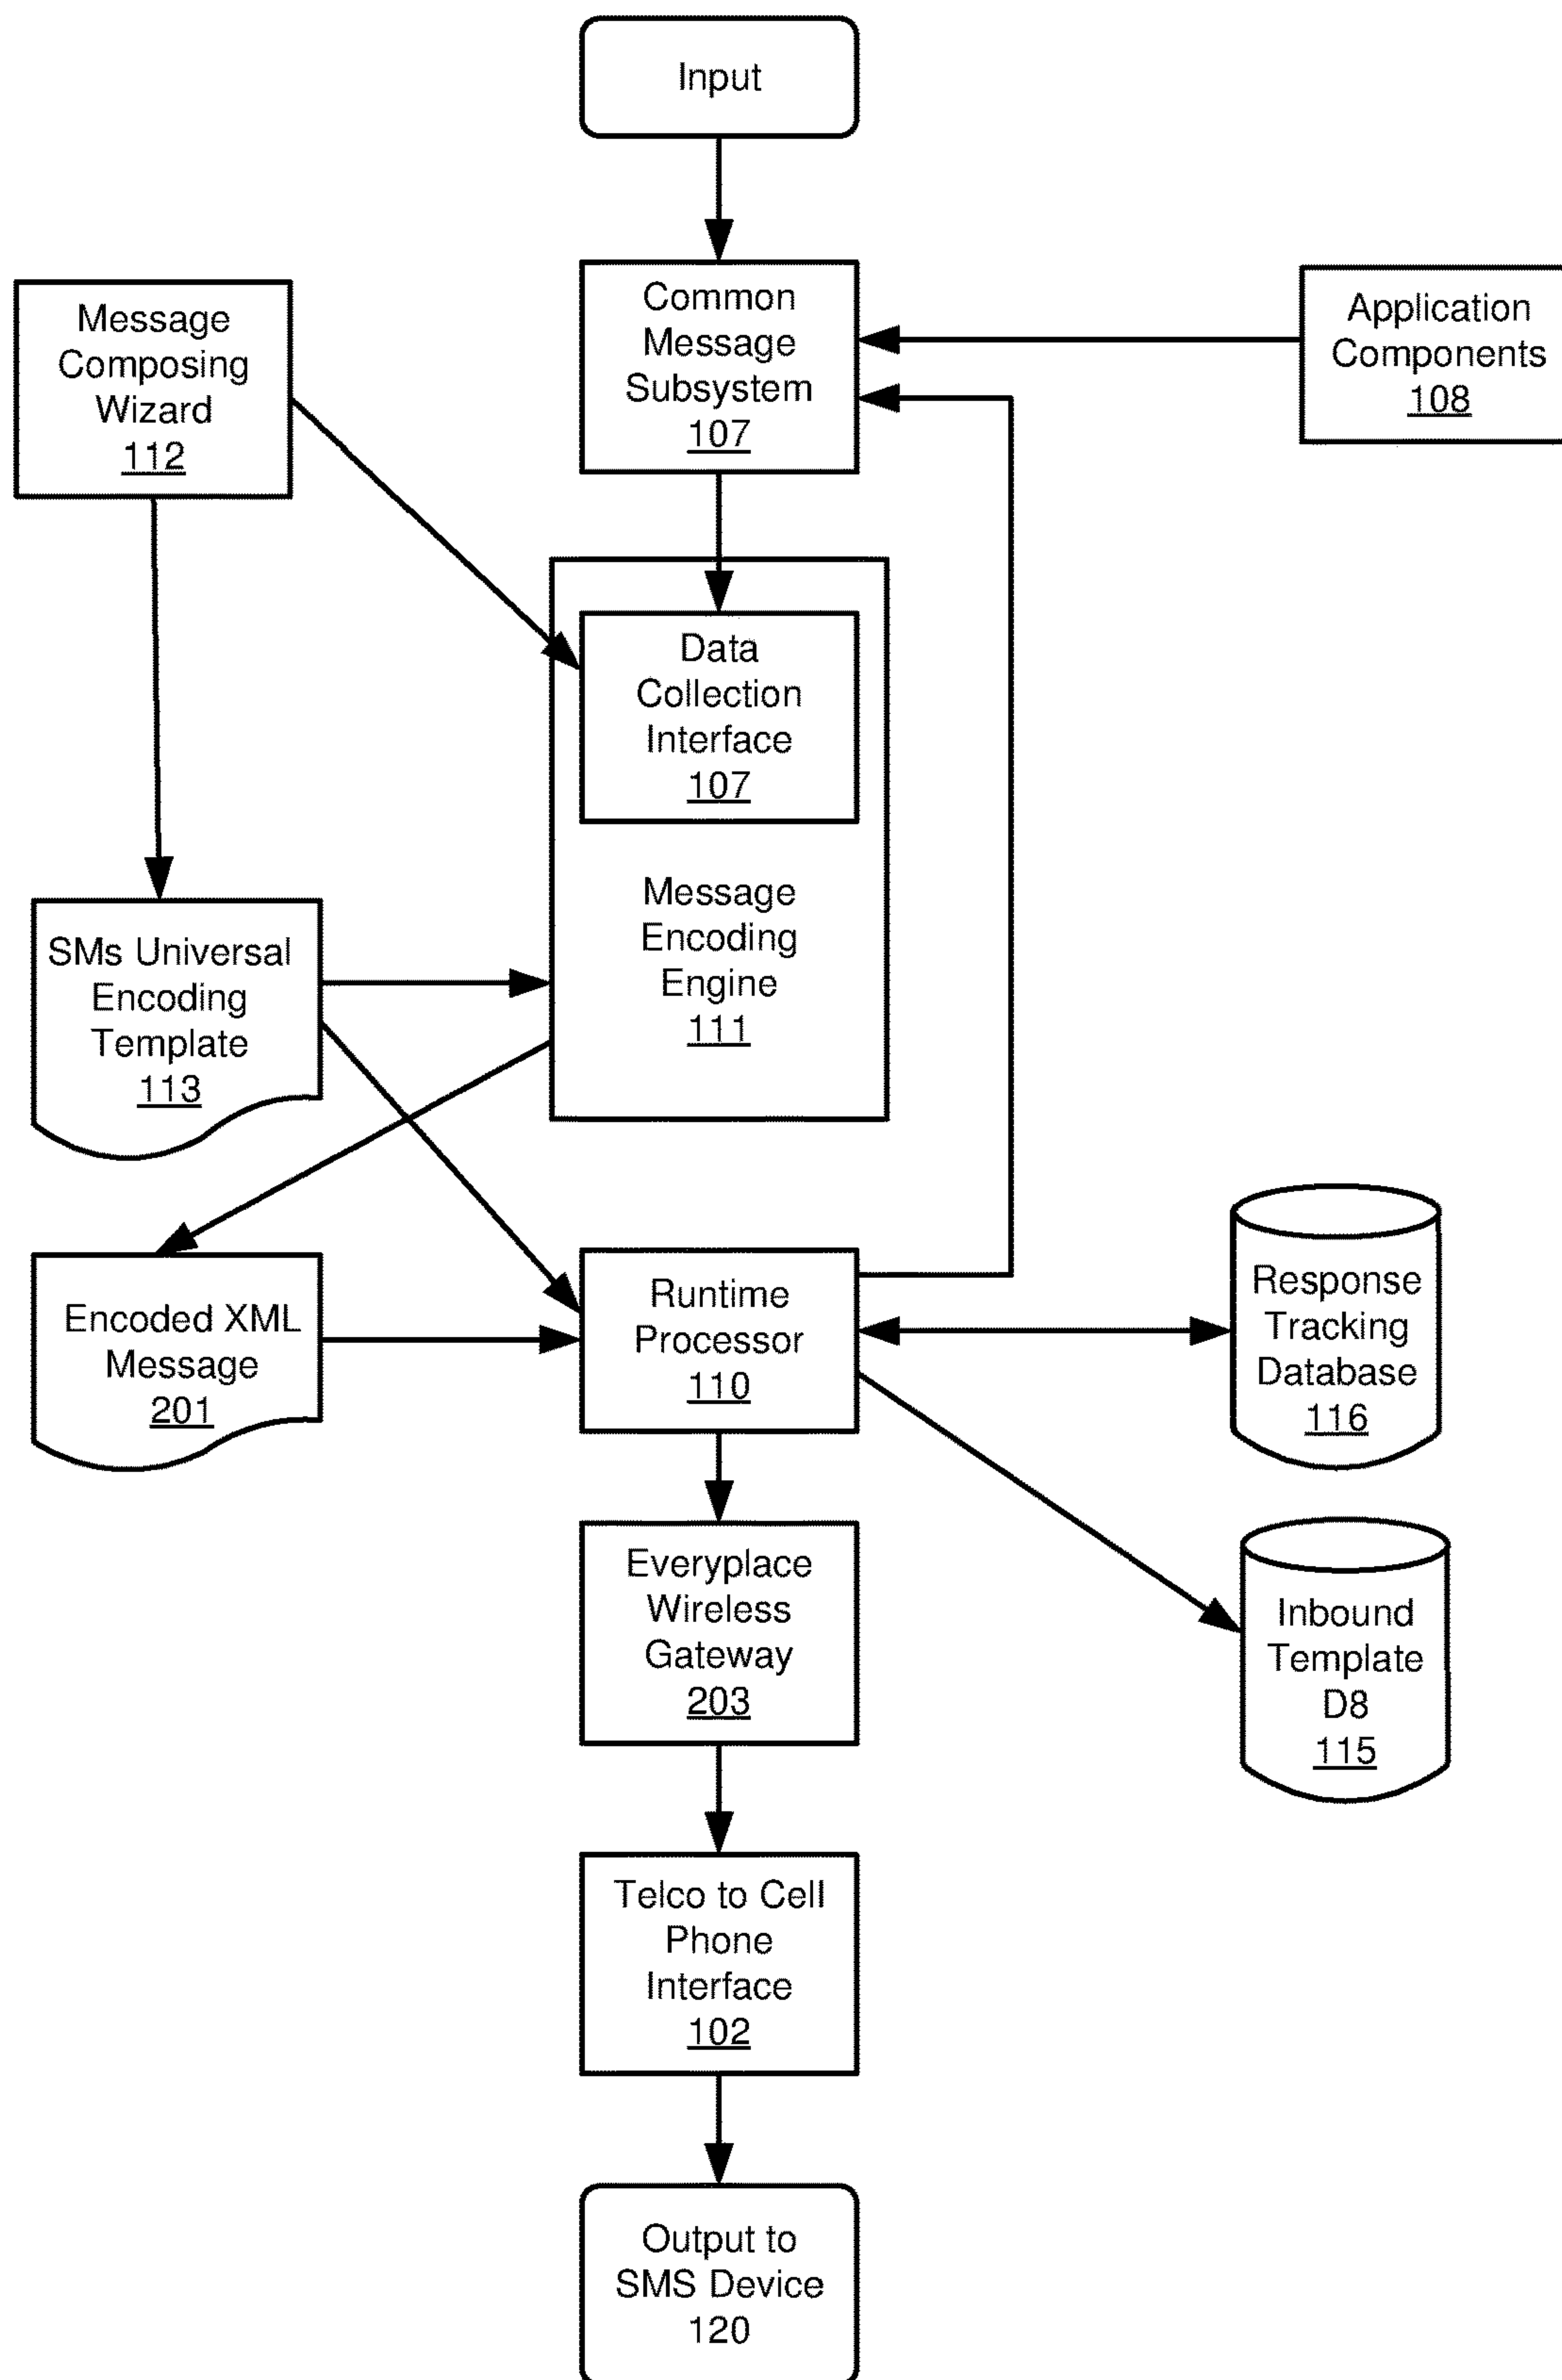 Input
Common
Message
Subsystem
107
Application
Components
108
Message
Composing
Wizard
112
Data
Collection
Interface
107
Message
Encoding
Engine
111
SMs Universal
Encoding
Template
113
Encoded XML
Message
201
Runtime
Processor
110
Response
Tracking
Database
116
Everyplace
Wireless
Gateway
203
Inbound
Template
D8
115
Telco to Cell
Phone
Interface
102
Output to
SMS Device
120